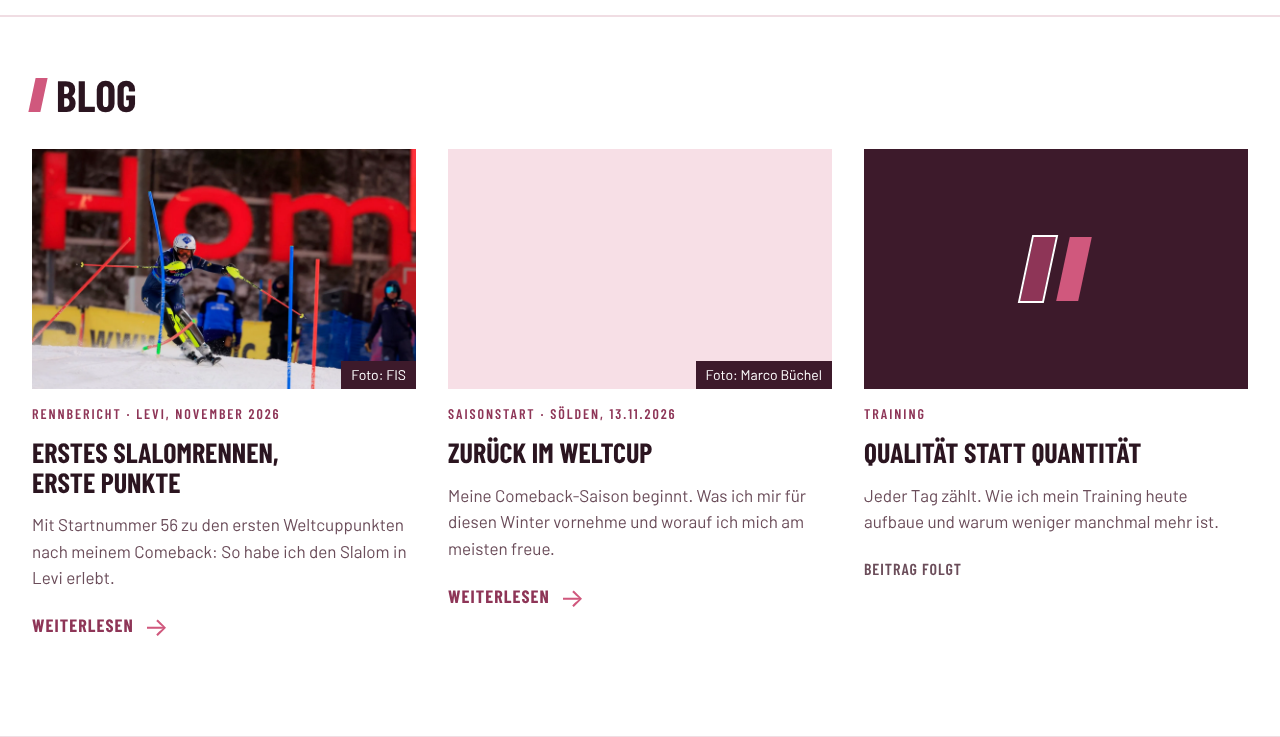 BLOG
Hom
www.
Foto: FIS
RENNBERICHT · LEVI, NOVEMBER 2026
ERSTES SLALOMRENNEN,
ERSTE PUNKTE
Mit Startnummer 56 zu den ersten Weltcuppunkten
nach meinem Comeback: So habe ich den Slalom in
Levi erlebt.
WEITERLESEN
Foto: Marco Büchel
SAISONSTART · SÖLDEN, 13.11.2026
ZURÜCK IM WELTCUP
Meine Comeback-Saison beginnt. Was ich mir für
diesen Winter vornehme und worauf ich mich am
meisten freue.
WEITERLESEN
TRAINING
QUALITÄT STATT QUANTITÄT
Jeder Tag zählt. Wie ich mein Training heute
aufbaue und warum weniger manchmal mehr ist.
BEITRAG FOLGT